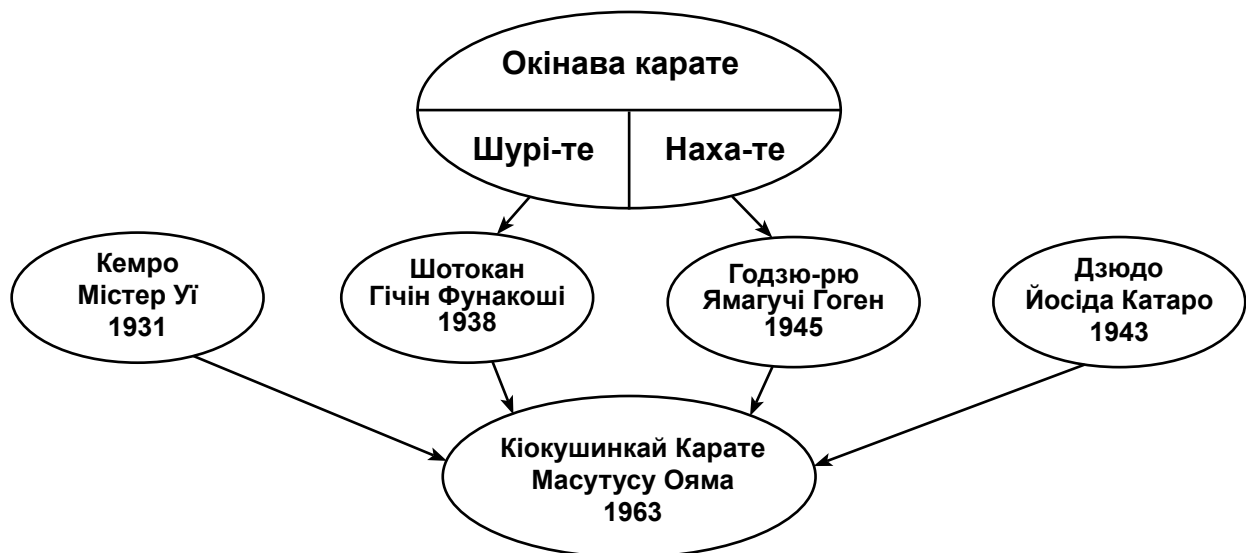 Окінава карате
Шурі-те
Наха-те
Кемро
Містер Уї
1931
Шотокан
Гічін Фунакоші
1938
Годзю-рю
Ямагучі Гоген
1945
Дзюдо
Йосіда Катаро
1943
Кіокушинкай Карате
Масутусу Ояма
1963